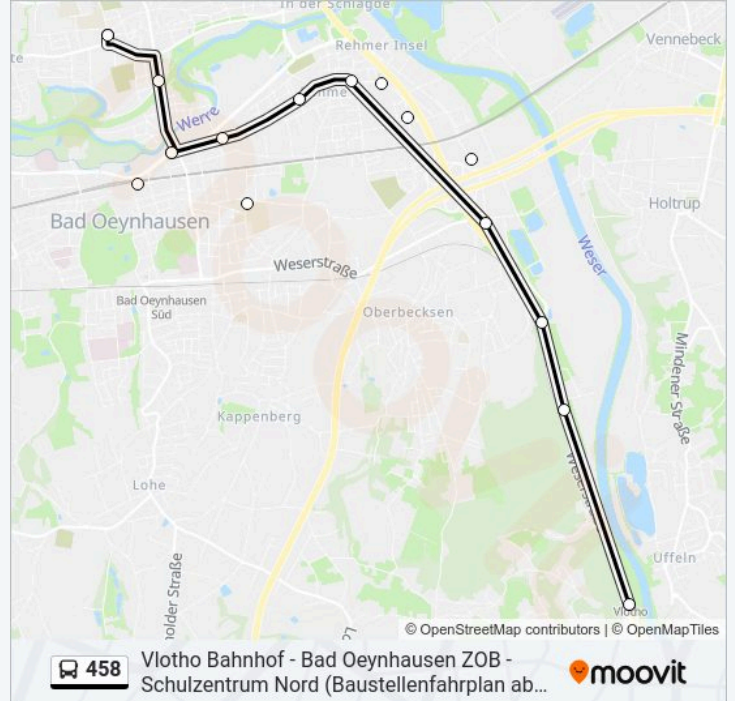 In der Schlagde
Rehmer Insel
Vennebeck
Werre
Bad Oeynhausen
Holtrup
Weser
Weserstraße
Bad Oeynhausen
Süd
Oberbecksen
Mindener Straße
Kappenberg
Lohe
Uffeln
Vlotho
© OpenStreetMap contributors | © OpenMapTiles
458
Vlotho Bahnhof - Bad Oeynhausen ZOB -
Schulzentrum Nord (Baustellenfahrplan ab...
moovit